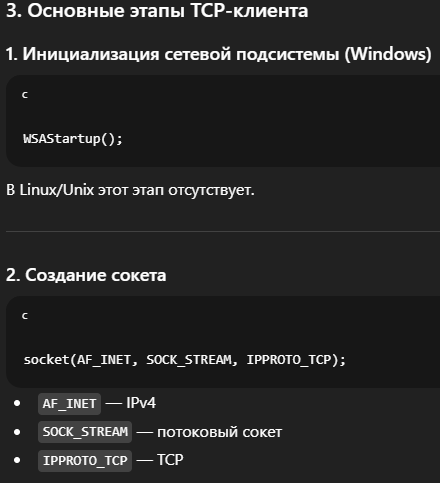 3. Основные этапы TCP-клиента
1. Инициализация сетевой подсистемы (Windows)
c
WSAStartup();
В Linux/Unix этот этап отсутствует.
2. Создание сокета
c
socket(AF_INET, SOCK_STREAM, IPPROTO_TCP);
• AF_INET — IPv4
• SOCK_STREAM — потоковый сокет
• IPPROTO_TCP — TCP